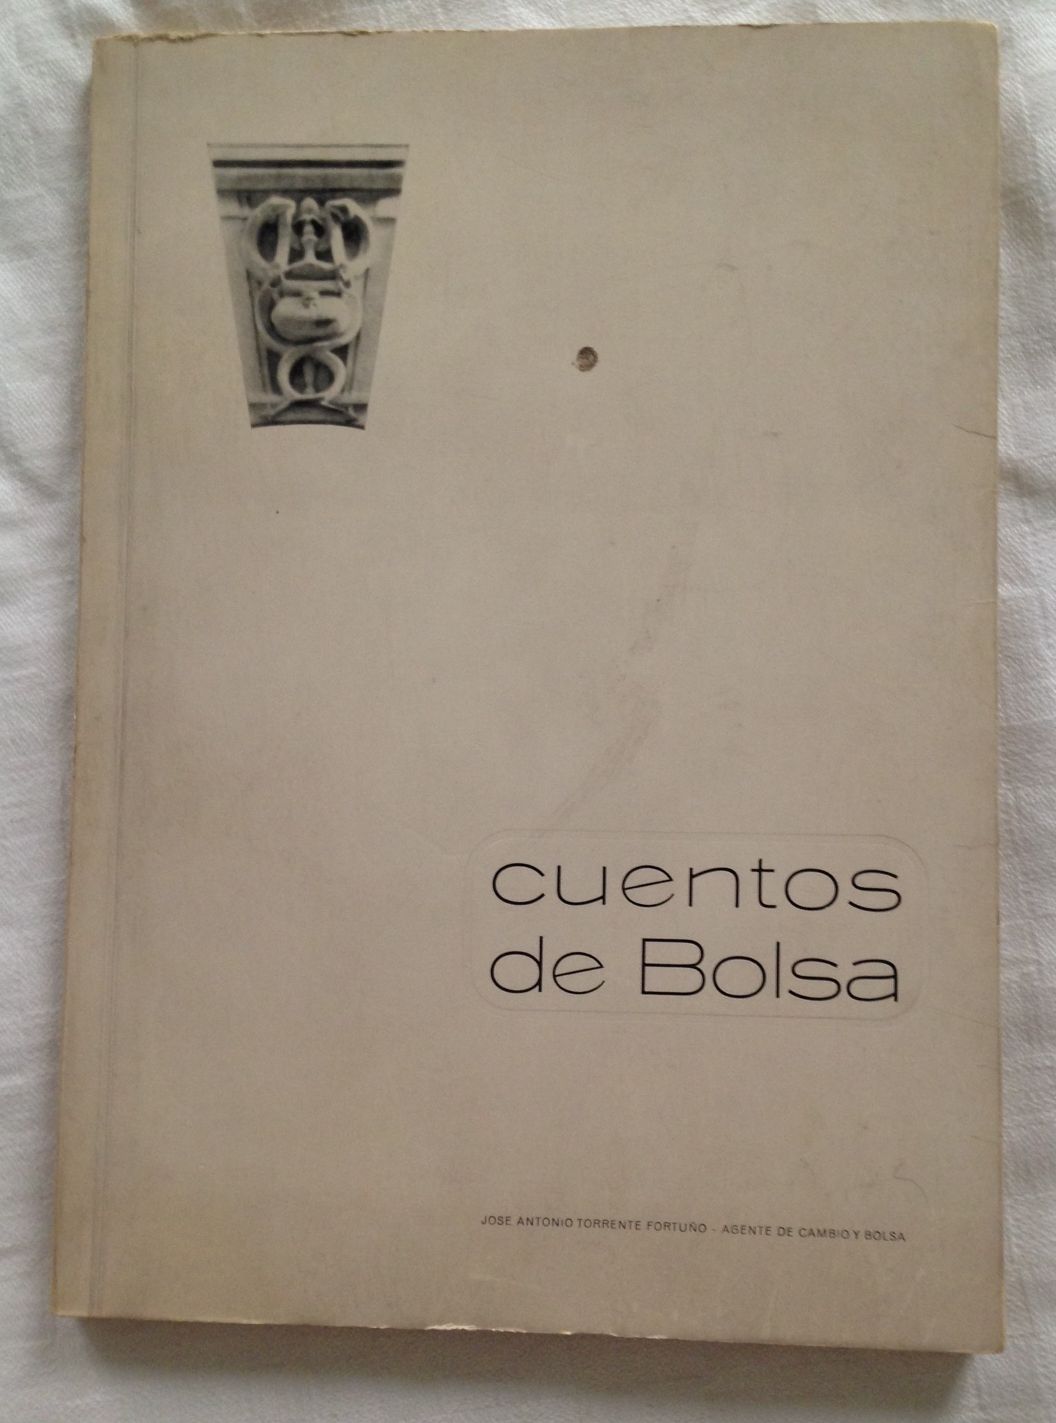 cuentos
de Bolsa
JOSE ANTONIO TORRENTE FORTUÑO - AGENTE DE CAMBIO Y BOLSA